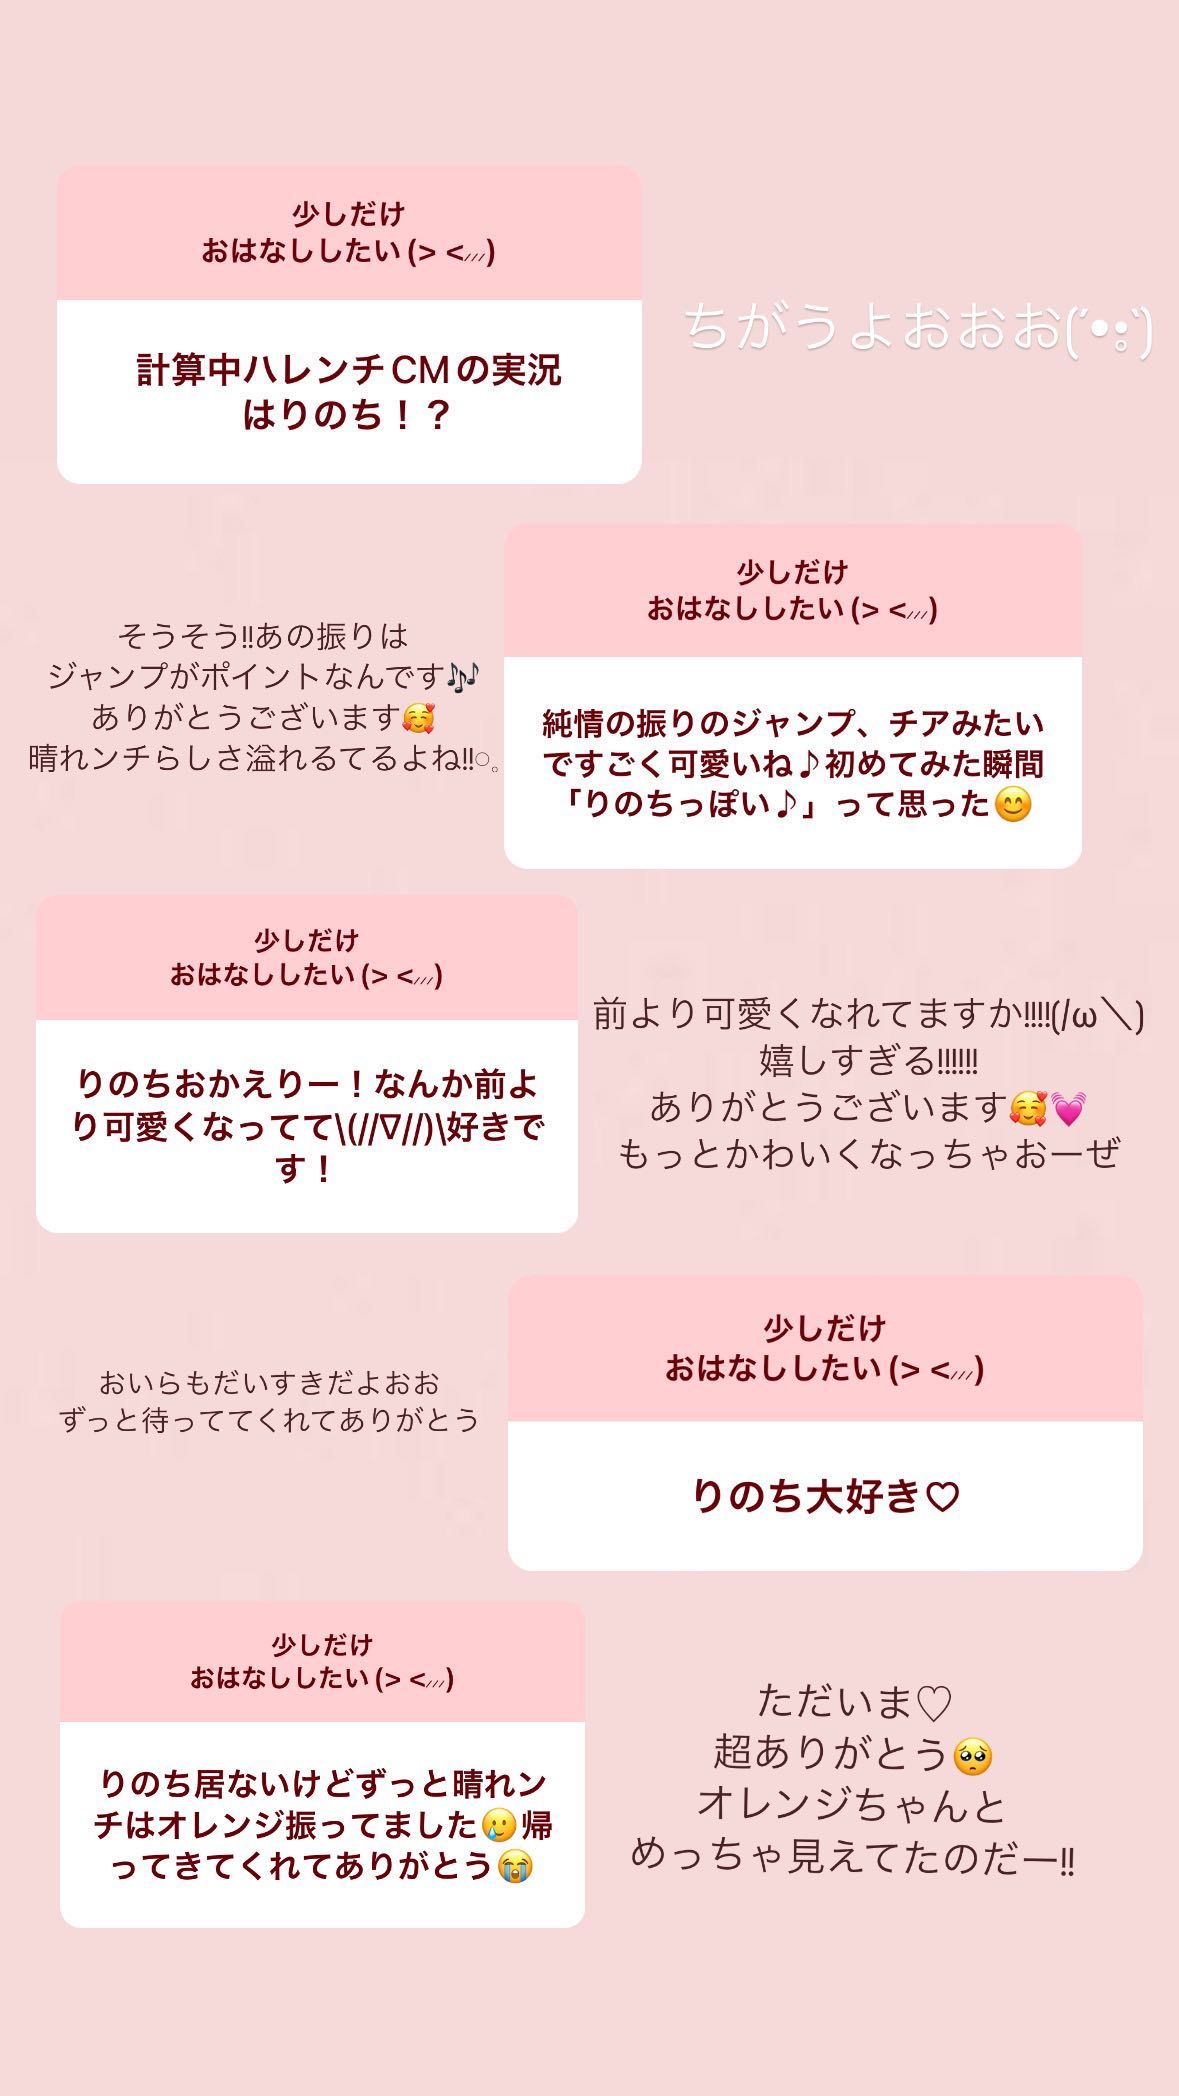 少しだけ
おはなししたい (> <⸝⸝⸝)
計算中ハレンチCMの実況
はりのち！？
ちがうよおおお(´•ᾥ•`)
少しだけ
おはなししたい (> <⸝⸝⸝)
純情の振りのジャンプ、チアみたい
ですごく可愛いね♪初めてみた瞬間
「りのちっぽい♪」って思った😊
そうそう‼️あの振りは
ジャンプがポイントなんです🎶
ありがとうございます🥰
晴れンチらしさ溢れるてるよね‼︎◌。
少しだけ
おはなししたい (> <⸝⸝⸝)
りのちおかえりー！なんか前よ
り可愛くなってて\(//∇//)\好きで
す！
前より可愛くなれてますか!!!!(/ω＼)
嬉しすぎる!!!!!!
ありがとうございます🥰💓
もっとかわいくなっちゃおーぜ
少しだけ
おはなししたい (> <⸝⸝⸝)
りのち大好き♡
おいらもだいすきだよおお
ずっと待っててくれてありがとう
少しだけ
おはなししたい (> <⸝⸝⸝)
りのち居ないけどずっと晴れン
チはオレンジ振ってました🥲帰
ってきてくれてありがとう😭
ただいま♡
超ありがとう🥺
オレンジちゃんと
めっちゃ見えてたのだー!!